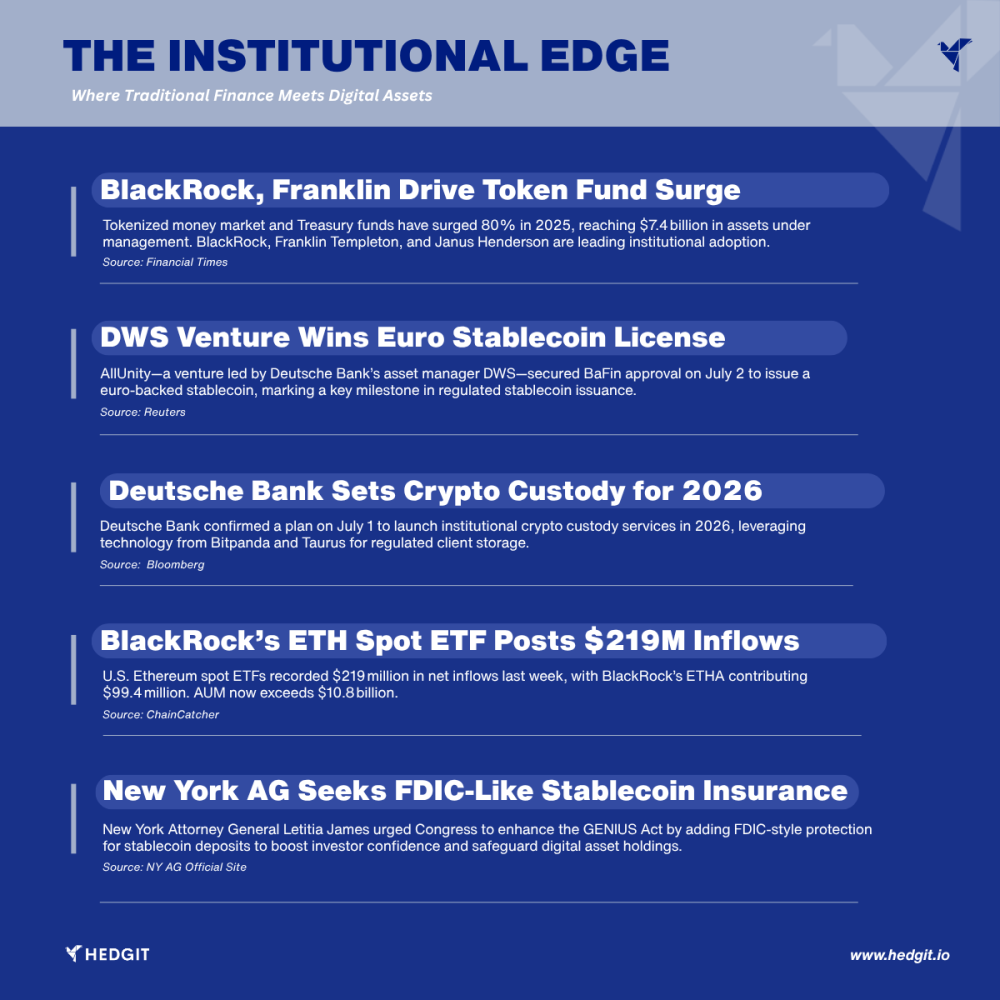 THE INSTITUTIONAL EDGE
Where Traditional Finance Meets Digital Assets
BlackRock, Franklin Drive Token Fund Surge
Tokenized money market and Treasury funds have surged 80% in 2025, reaching $7.4 billion in assets under
management. BlackRock, Franklin Templeton, and Janus Henderson are leading institutional adoption.
Source: Financial Times
DWS Venture Wins Euro Stablecoin License
AllUnity—a venture led by Deutsche Bank’s asset manager DWS—secured BaFin approval on July 2 to issue a
euro-backed stablecoin, marking a key milestone in regulated stablecoin issuance.
Source: Reuters
Deutsche Bank Sets Crypto Custody for 2026
Deutsche Bank confirmed a plan on July 1 to launch institutional crypto custody services in 2026, leveraging
technology from Bitpanda and Taurus for regulated client storage.
Source: Bloomberg
BlackRock’s ETH Spot ETF Posts $219M Inflows
U.S. Ethereum spot ETFs recorded $219 million in net inflows last week, with BlackRock’s ETHA contributing
$99.4 million. AUM now exceeds $10.8 billion.
Source: ChainCatcher
New York AG Seeks FDIC-Like Stablecoin Insurance
New York Attorney General Letitia James urged Congress to enhance the GENIUS Act by adding FDIC-style protection
for stablecoin deposits to boost investor confidence and safeguard digital asset holdings.
Source: NY AG Official Site
HEDGIT
www.hedgit.io